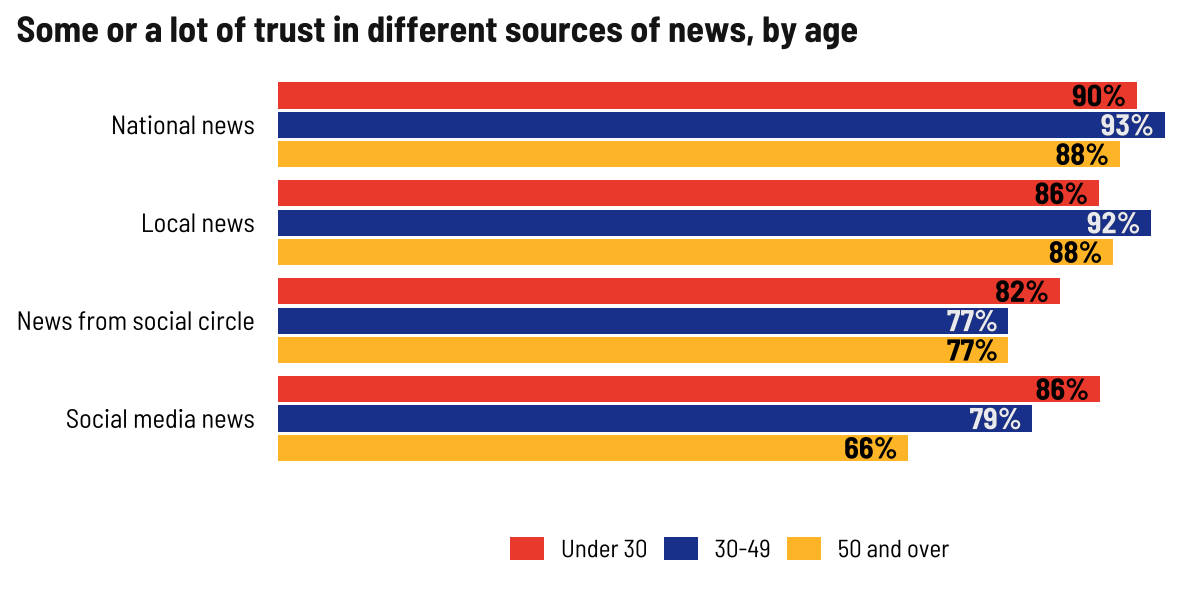 Some or a lot of trust in different sources of news, by age
National news
90%
93%
88%
Local news
86%
92%
88%
News from social circle
82%
77%
77%
Social media news
86%
79%
66%
Under 30
30-49
50 and over